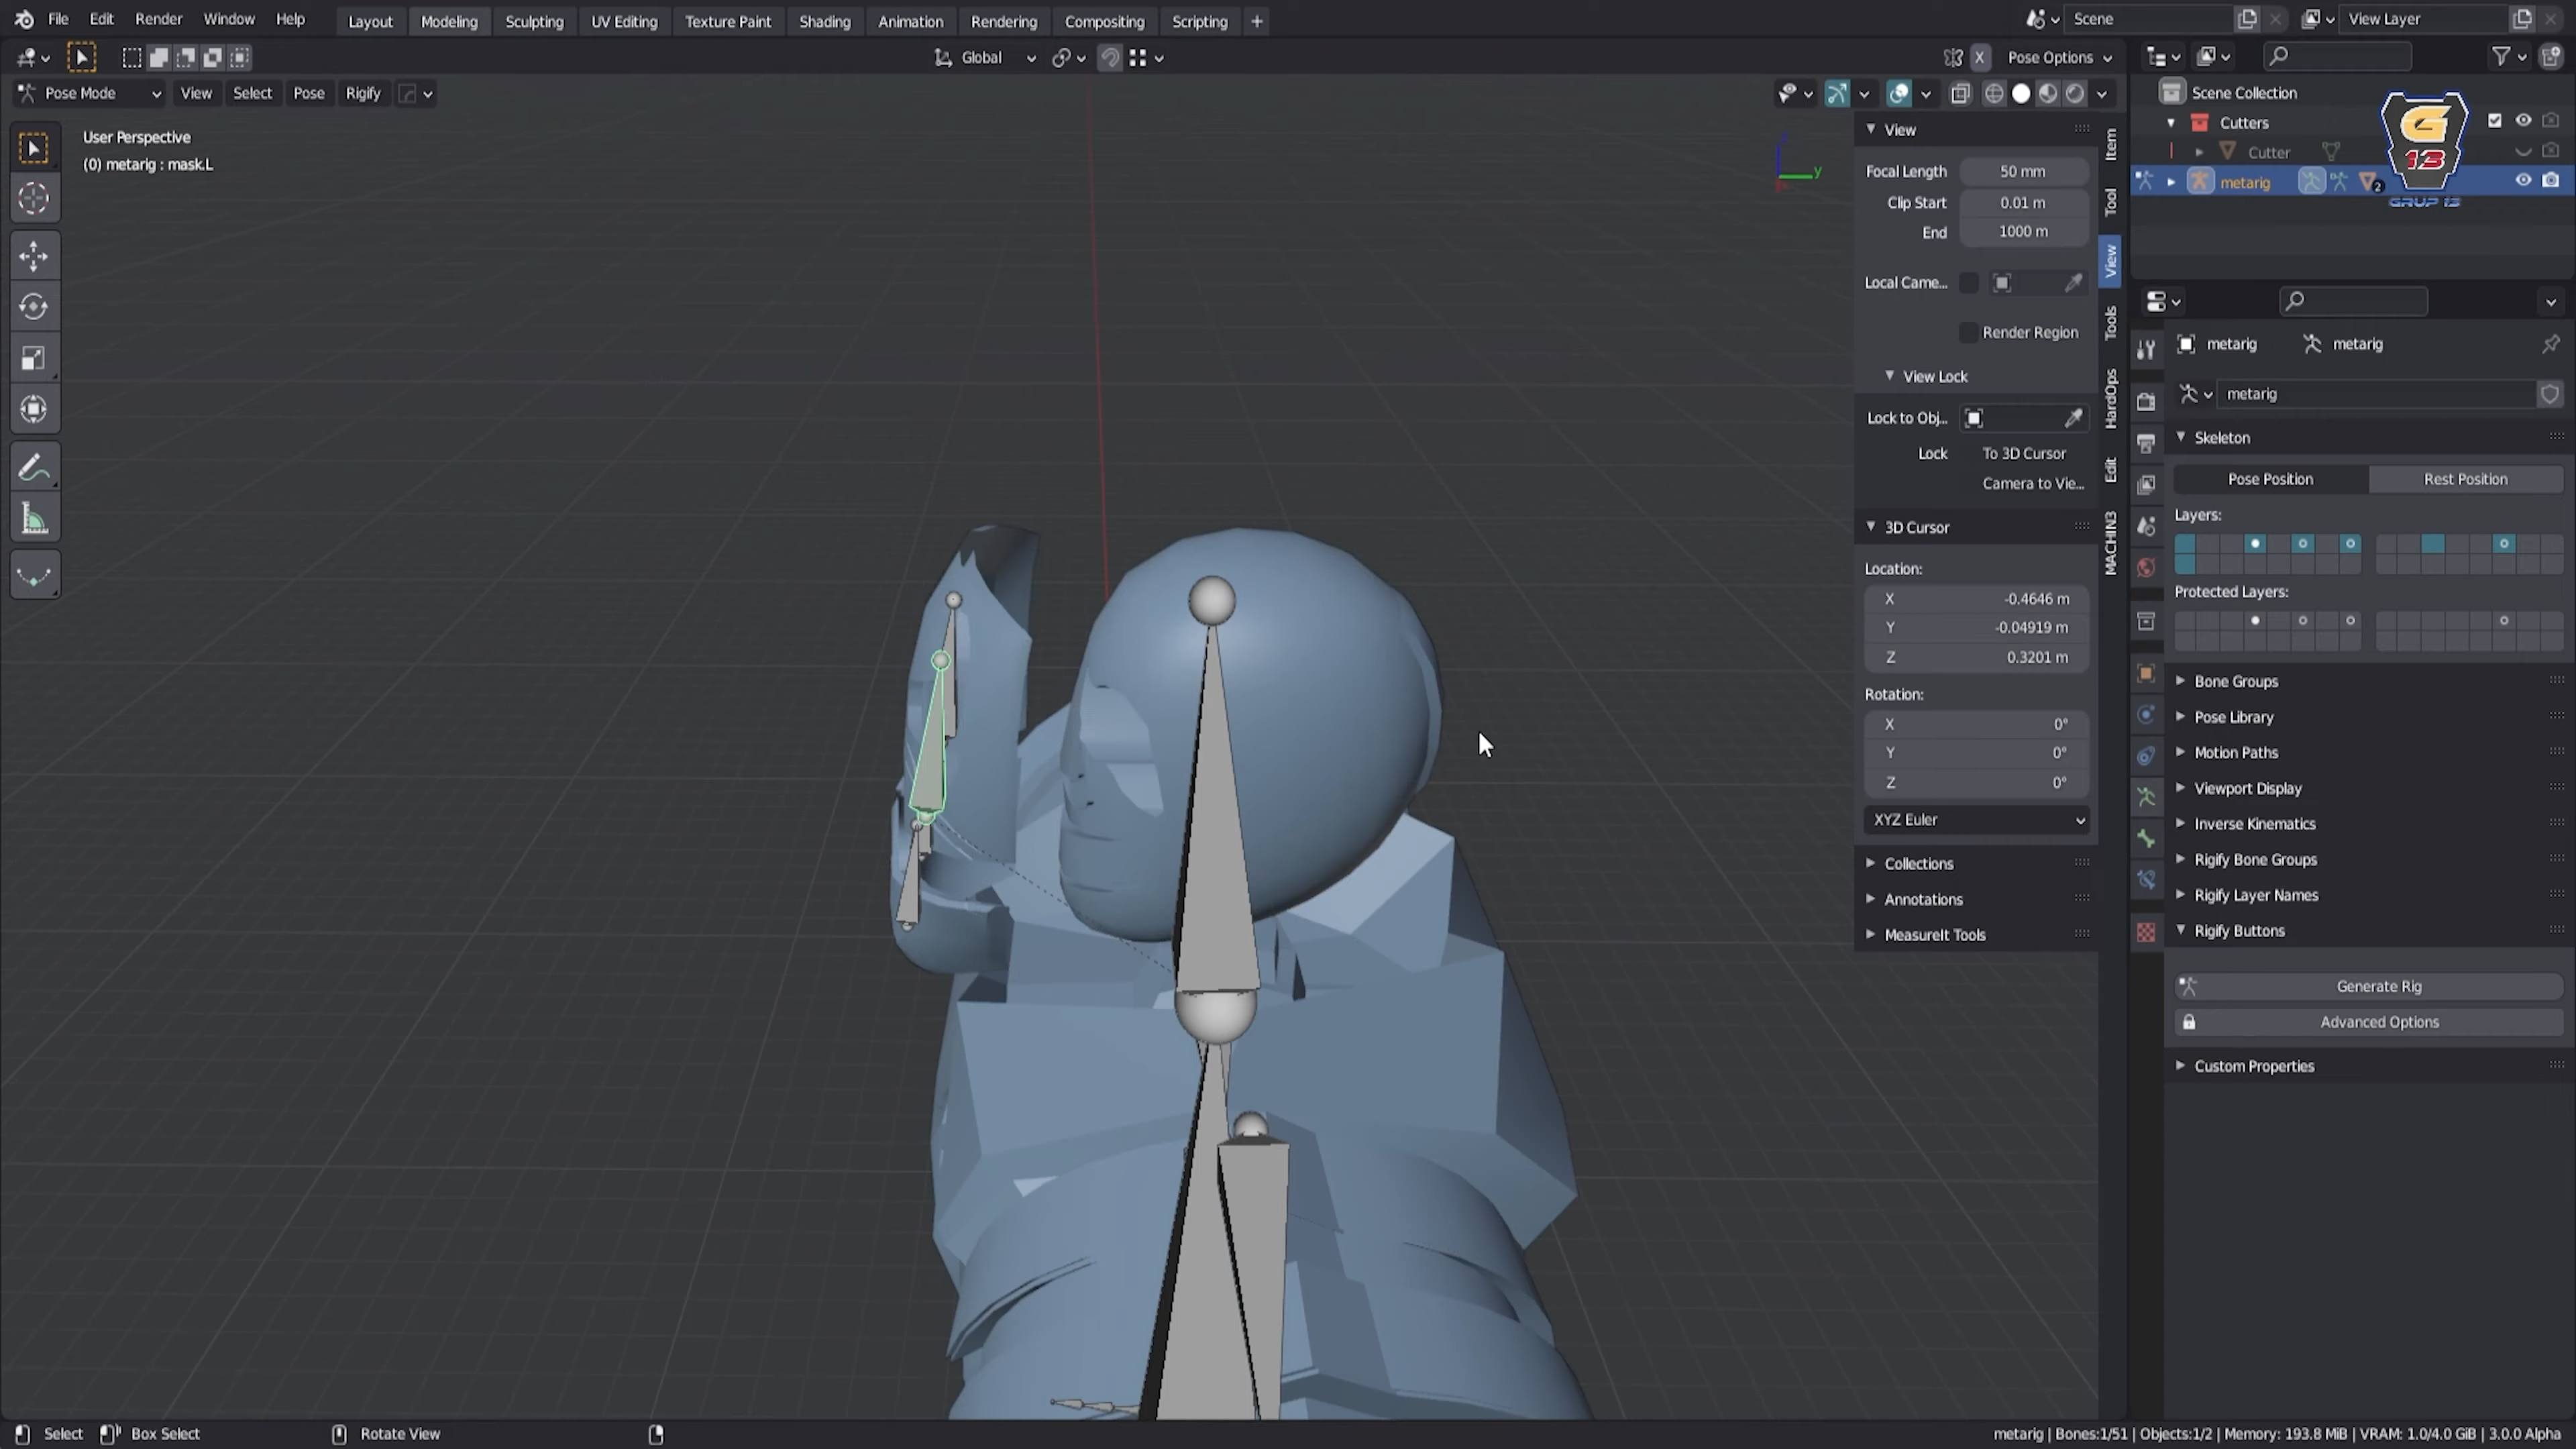 File Edit Render Window Help Layout Modeling Sculpting UV Editing Texture Paint Shading Animation Rendering Compositing Scripting + Scene View Layer
Global X Pose Options
Pose Mode View Select Pose Rigify
User Perspective
(0) metarig : mask.L
y
View
Focal Length 50 mm
Clip Start 0.01 m
End 1000 m
Local Came...
Render Region
View Lock
Lock to Obj...
Lock To 3D Cursor
Camera to Vie...
3D Cursor
Location:
X -0.4646 m
Y -0.04919 m
Z 0.3201 m
Rotation:
X 0°
Y 0°
Z 0°
XYZ Euler
Collections
Annotations
MeasureIt Tools
Item
Tool
View
Tools
HardOps
Edit
MACHIN3
Scene Collection
Cutters
Cutter
metarig 2
G
13
GRUP 13
metarig metarig
metarig
Skeleton
Pose Position Rest Position
Layers:
Protected Layers:
Bone Groups
Pose Library
Motion Paths
Viewport Display
Inverse Kinematics
Rigify Bone Groups
Rigify Layer Names
Rigify Buttons
Generate Rig
Advanced Options
Custom Properties
Select Box Select Rotate View metarig | Bones:1/51 | Objects:1/2 | Memory: 193.8 MiB | VRAM: 1.0/4.0 GiB | 3.0.0 Alpha